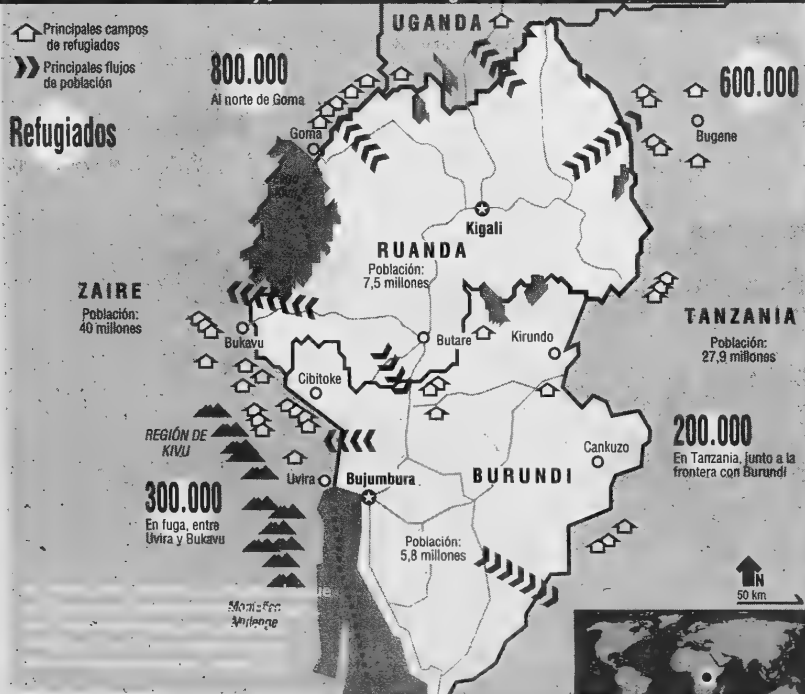 UGANDA
Principales campos
de refugiados
Principales flujos
de población
Refugiados
800.000
Al norte de Goma
Goma
600.000
Bugene
Kigali
RUANDA
Población:
7,5 millones
ZAIRE
Población:
40 millones
Bukavu
Butare
Kirundo
TANZANIA
Población:
27,9 millones
Cibitoke
REGIÓN DE
KIVU
200.000
En Tanzania, junto a la
frontera con Burundi
Cankuzo
Uvira
Bujumbura
BURUNDI
300.000
En fuga, entre
Uvira y Bukavu
Población:
5,8 millones
N
50 km